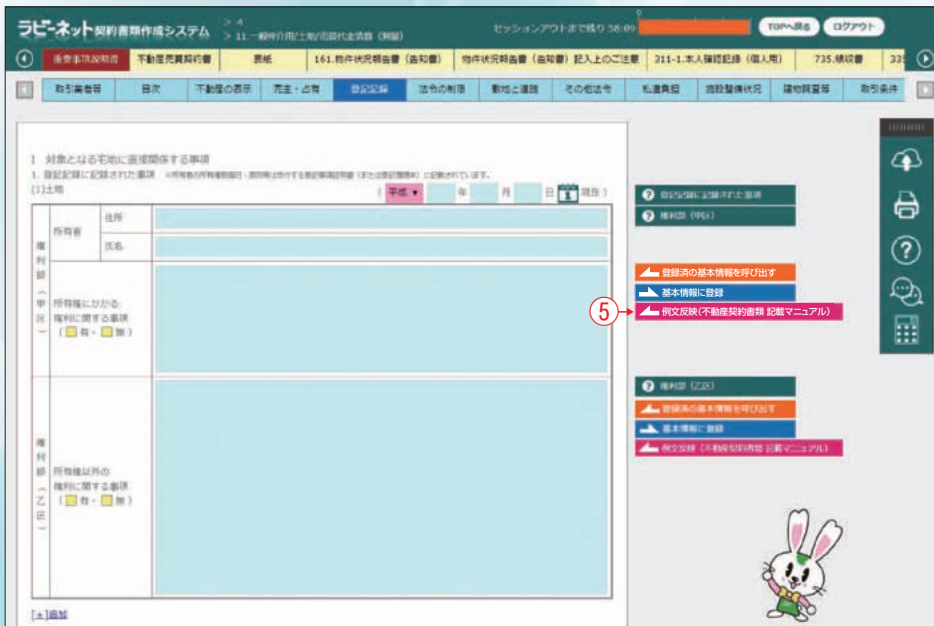 ラビーネット契約書類作成システム
> 4
> 11.一般仲介用/土地/売買代金清算（実測）
セッションアウトまで残り 58:09
TOPへ戻る
ログアウト
重要事項説明書
不動産売買契約書
表紙
161.物件状況報告書（告知書）
物件状況報告書（告知書）記入上のご注意
211-1.本人確認記録（個人用）
735.領収書
33
取引業者等
目次
不動産の表示
売主・占有
登記記録
法令の制限
敷地と道路
その他法令
私道負担
施設整備状況
建物調査等
取引条件
I 対象となる宅地に直接関係する事項
1. 登記記録に記録された事項
(1)土地
（平成▼ 年 月 日 1 現在）
権利部（甲区）
所有者
住所
氏名
所有権にかかる
権利に関する事項
（ 有・ 無）
権利部（乙区）
所有権以外の
権利に関する事項
（ 有・ 無）
[+]追加
登記記録に記録された事項
権利部（甲区）
登録済の基本情報を呼び出す
基本情報に登録
⑤
例文反映(不動産契約書類 記載マニュアル)
権利部（乙区）
登録済の基本情報を呼び出す
基本情報に登録
例文反映（不動産契約書類 記載マニュアル）